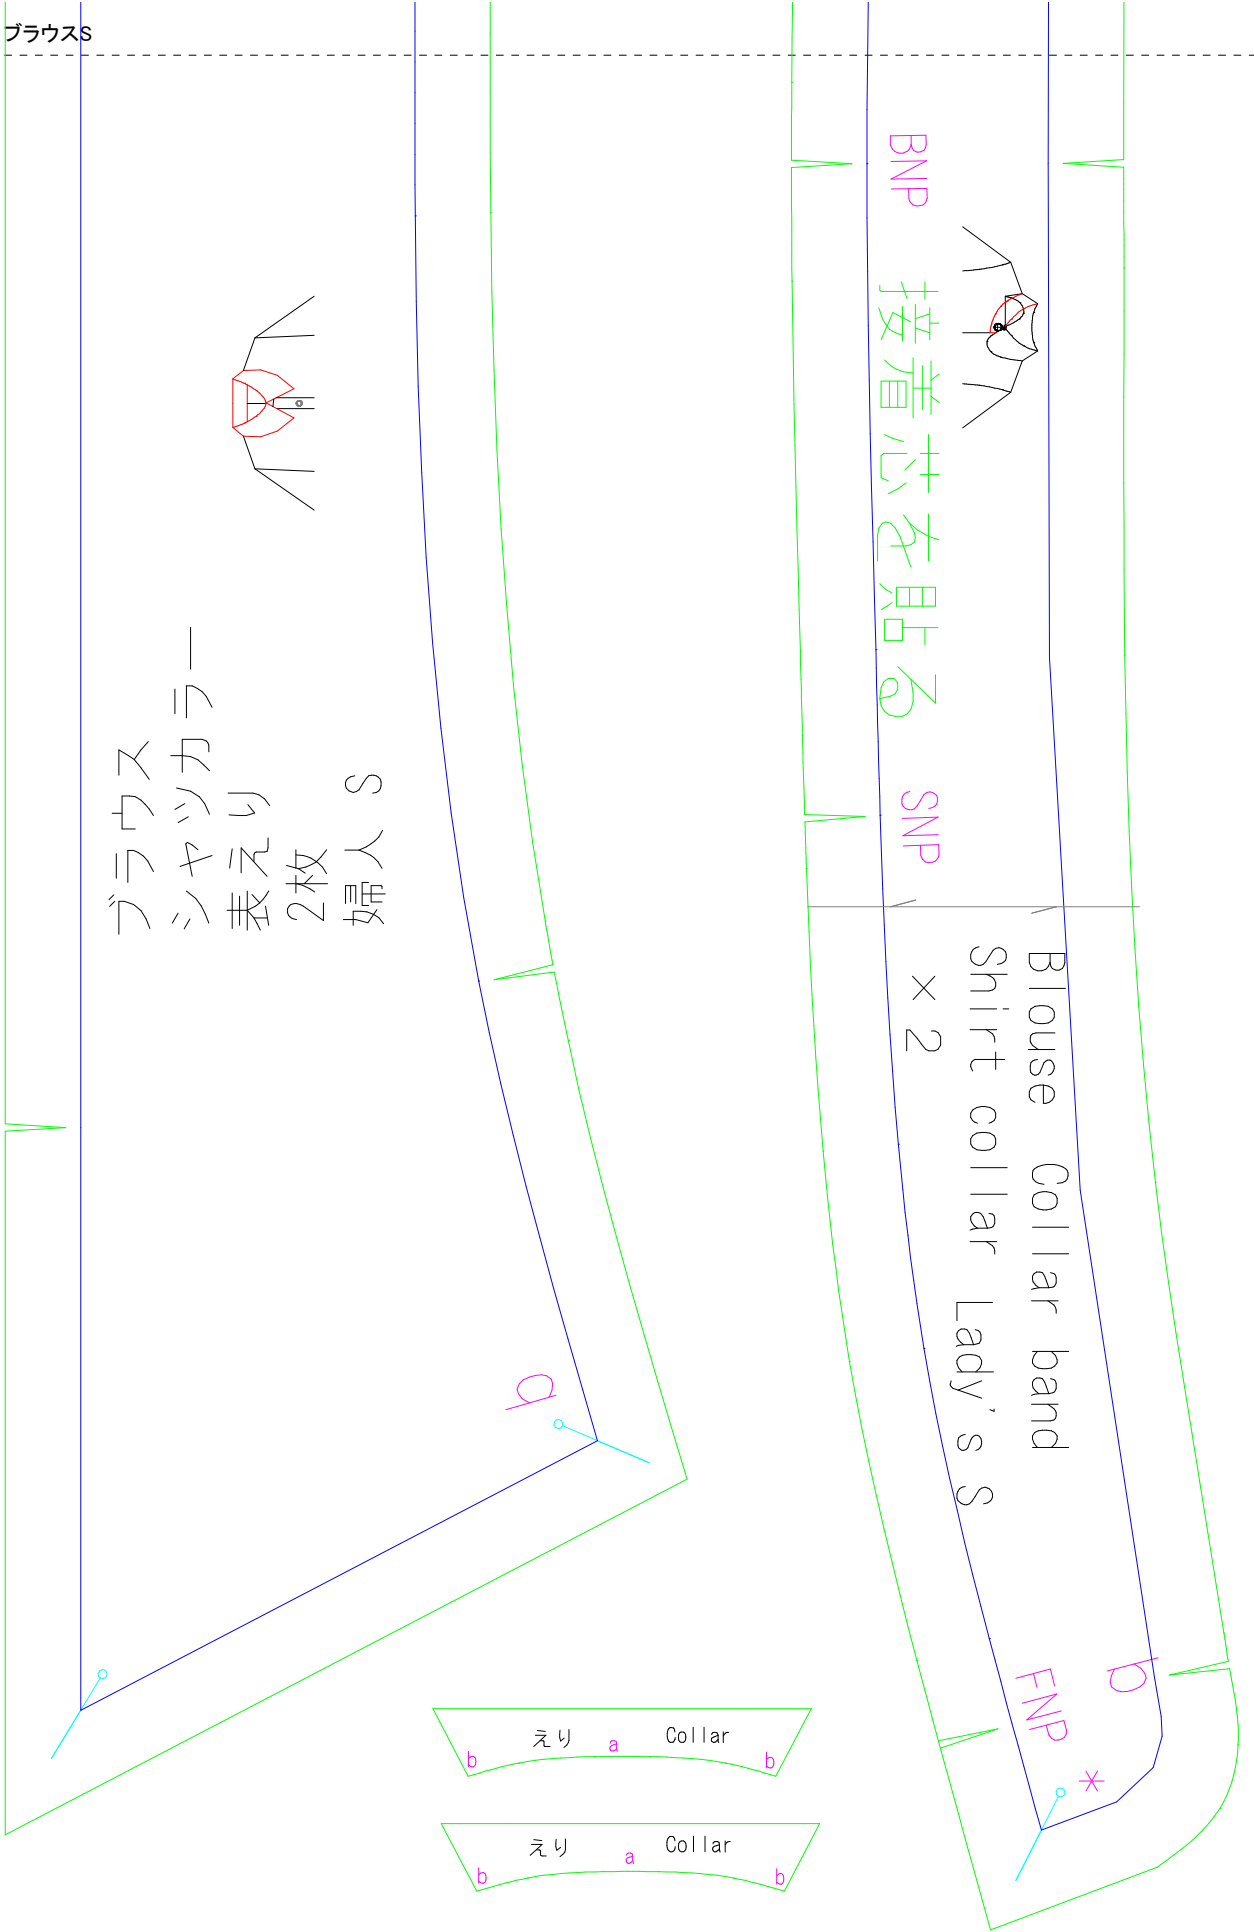 ブラウスS
BNP
接着芯を貼る
SNP
ブラウス
シャツカラー
表えり
2枚
婦人 S
Blouse Collar band
Shirt collar Lady's S
×2
b
FNP
b
*
えり a Collar
b b
えり a Collar
b b